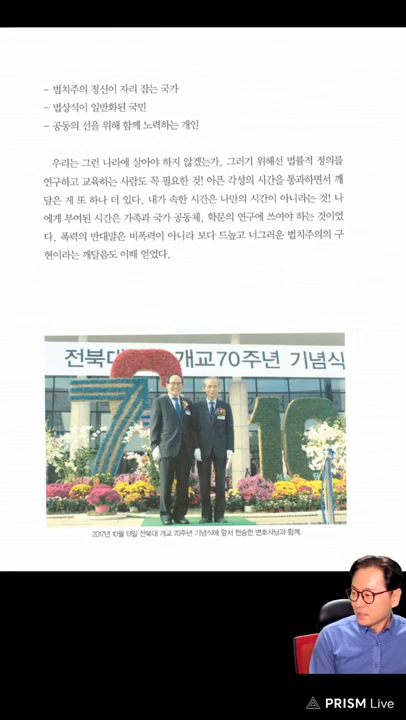 – 법치주의 정신이 자리 잡는 국가
– 법상식이 일반화된 국민
– 공동의 선을 위해 함께 노력하는 개인
우리는 그런 나라에 살아야 하지 않겠는가. 그러기 위해선 법률적 정의를
연구하고 교육하는 사람도 꼭 필요한 것! 아픈 각성의 시간을 통과하면서 깨
달은 게 또 하나 더 있다. 내가 속한 시간은 나만의 시간이 아니라는 것! 나
에게 부여된 시간은 가족과 국가 공동체, 학문의 연구에 쓰여야 하는 것이었
다. 폭력의 반대말은 비폭력이 아니라 보다 드높고 너그러운 법치주의의 구
현이라는 깨달음도 이때 얻었다.
전북대 개교70주년 기념식
7 10
2017년 10월 13일 전북대 개교 70주년 기념식에 앞서 한승헌 변호사님과 함께.
PRISM Live